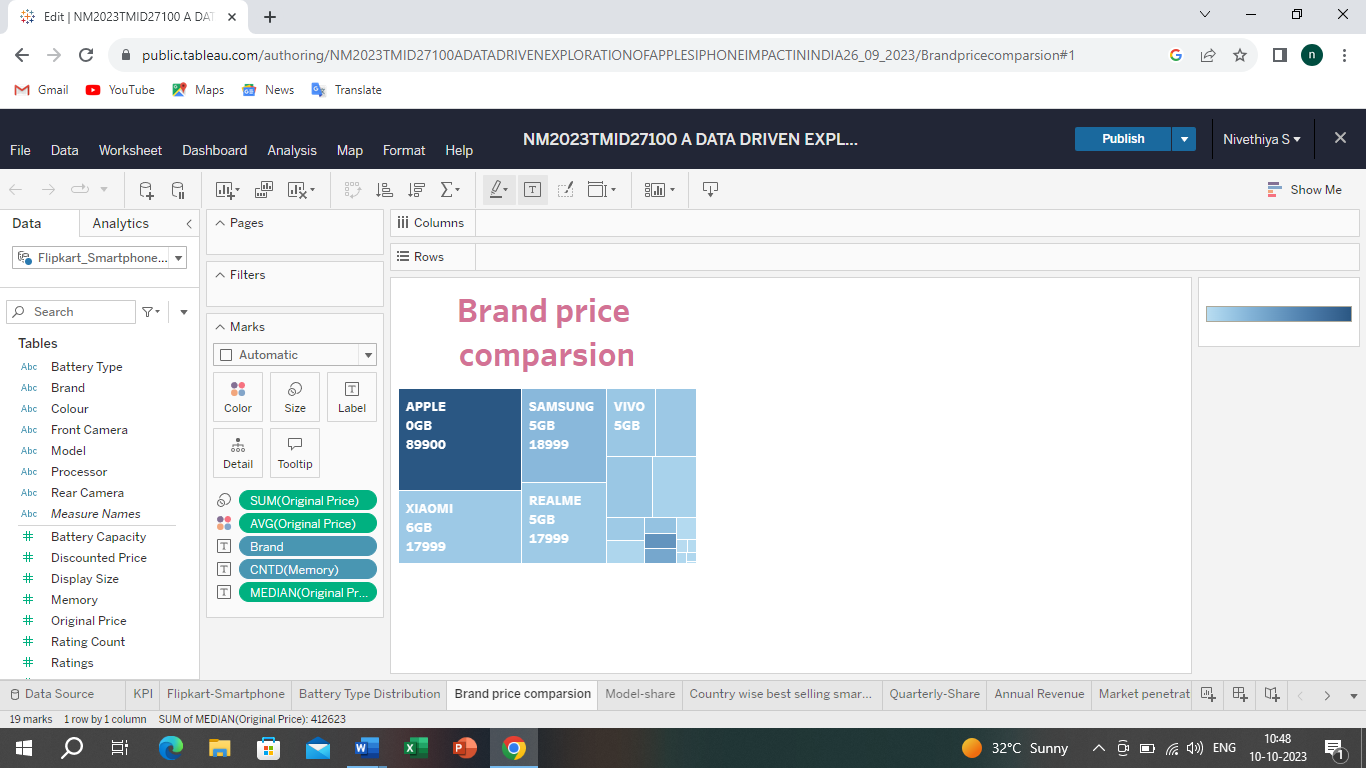 Edit | NM2023TMID27100 A DAT
public.tableau.com/authoring/NM2023TMID27100ADATADRIVENEXPLORATIONOFAPPLESIPHONEIMPACTININDIA26_09_2023/Brandpricecomparsion#1
n
Gmail YouTube Maps News Translate
NM2023TMID27100 A DATA DRIVEN EXPL...
Publish
Nivethiya S
File Data Worksheet Dashboard Analysis Map Format Help
Show Me
Data Analytics
Flipkart_Smartphone...
Search
Tables
Abc Battery Type
Abc Brand
Abc Colour
Abc Front Camera
Abc Model
Abc Processor
Abc Rear Camera
Abc Measure Names
# Battery Capacity
# Discounted Price
# Display Size
# Memory
# Original Price
# Rating Count
# Ratings
Pages
Filters
Marks
Automatic
Color Size Label
Detail Tooltip
SUM(Original Price)
AVG(Original Price)
Brand
CNTD(Memory)
MEDIAN(Original Pr...
Columns
Rows
Brand price
comparsion
APPLE
0GB
89900
SAMSUNG
5GB
18999
VIVO
5GB
XIAOMI
6GB
17999
REALME
5GB
17999
Data Source KPI Flipkart-Smartphone Battery Type Distribution Brand price comparsion Model-share Country wise best selling smar... Quarterly-Share Annual Revenue Market penetrat
19 marks 1 row by 1 column SUM of MEDIAN(Original Price): 412623
32°C Sunny
ENG
10:48
10-10-2023
1